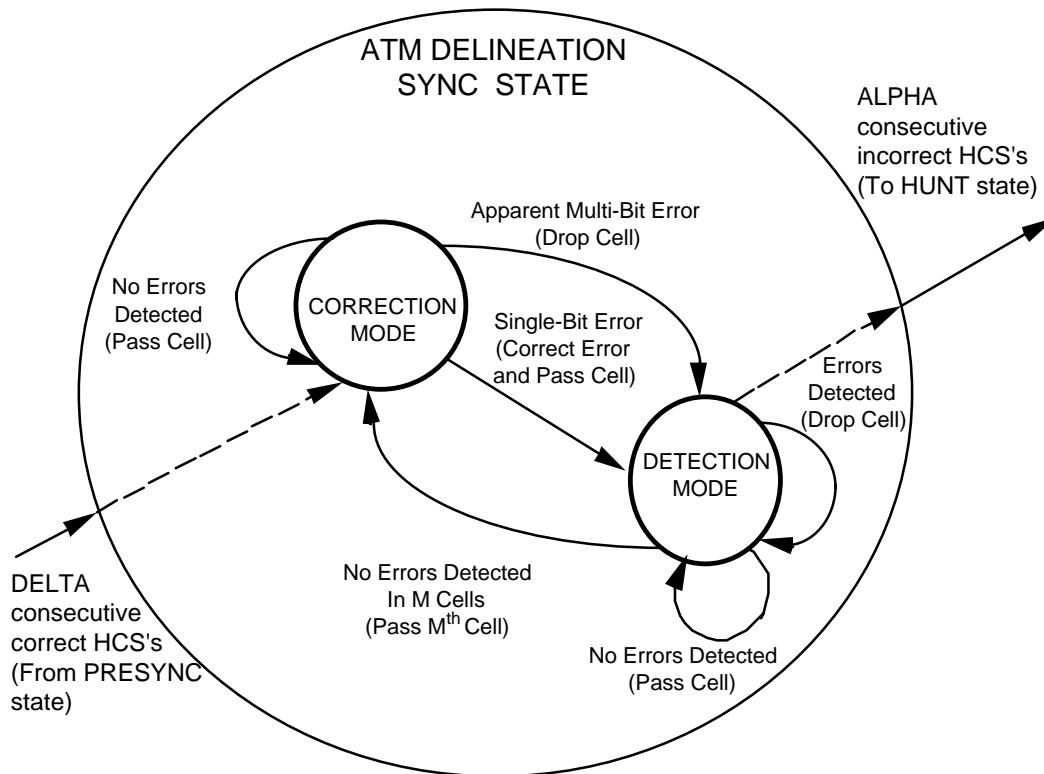 ATM DELINEATION
SYNC STATE
ALPHA
consecutive
incorrect HCS's
(To HUNT state)
Apparent Multi-Bit Error
(Drop Cell)
No Errors
Detected
(Pass Cell)
CORRECTION
MODE
Single-Bit Error
(Correct Error
and Pass Cell)
Errors
Detected
(Drop Cell)
DETECTION
MODE
DELTA
consecutive
correct HCS's
(From PRESYNC
state)
No Errors Detected
In M Cells
(Pass Mth Cell)
No Errors Detected
(Pass Cell)